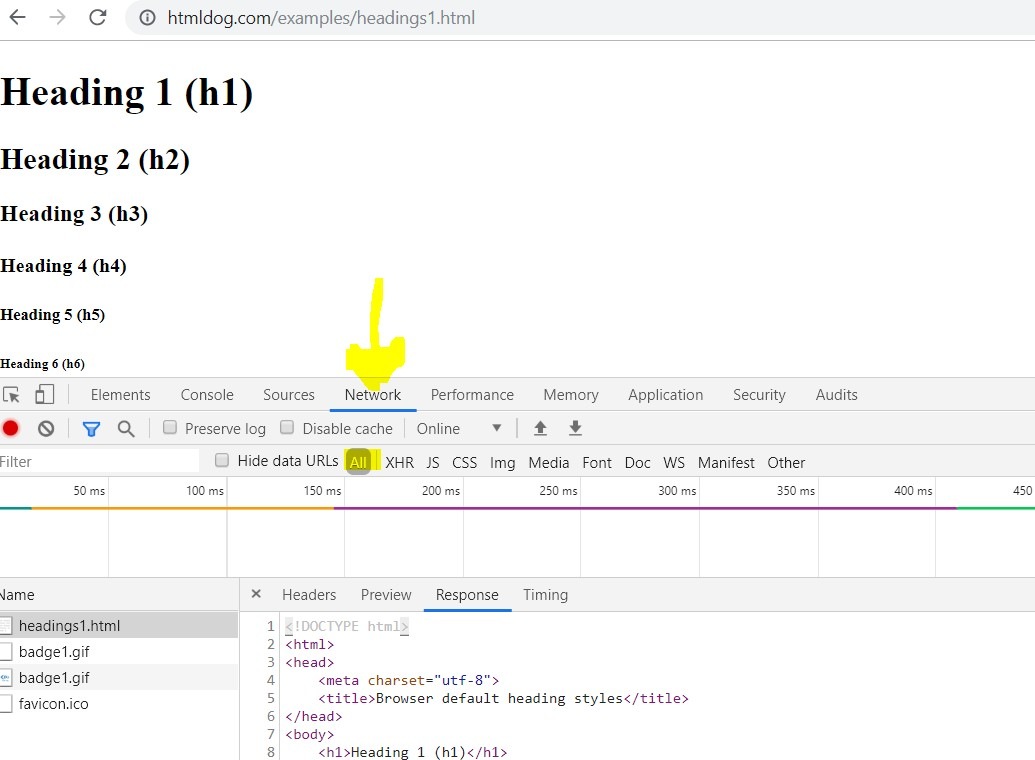 htmldog.com/examples/headings1.html
Heading 1 (h1)
Heading 2 (h2)
Heading 3 (h3)
Heading 4 (h4)
Heading 5 (h5)
Heading 6 (h6)
Elements Console Sources Network Performance Memory Application Security Audits
Preserve log Disable cache Online
Filter Hide data URLs All XHR JS CSS Img Media Font Doc WS Manifest Other
50 ms 100 ms 150 ms 200 ms 250 ms 300 ms 350 ms 400 ms 450
Name × Headers Preview Response Timing
headings1.html 1 <!DOCTYPE html>
2 <html>
badge1.gif 3 <head>
badge1.gif 4 <meta charset="utf-8">
favicon.ico 5 <title>Browser default heading styles</title>
6 </head>
7 <body>
8 <h1>Heading 1 (h1)</h1>